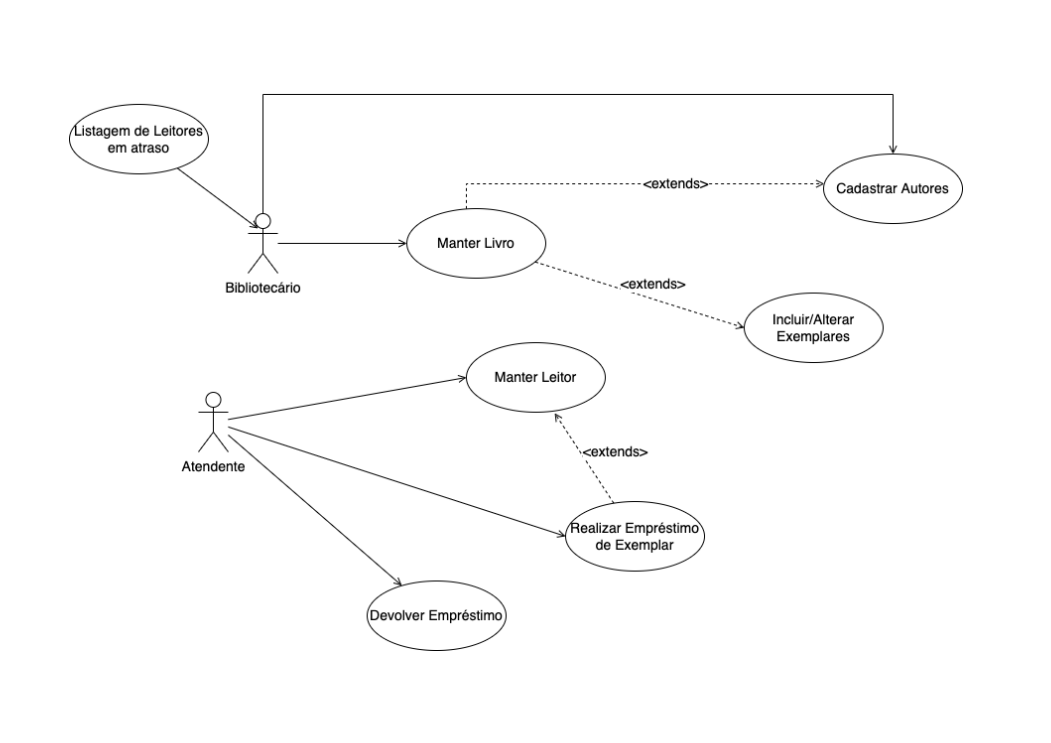 Listagem de Leitores
em atraso
<extends>
Cadastrar Autores
Manter Livro
Bibliotecário
<extends>
Incluir/Alterar
Exemplares
Manter Leitor
Atendente
<extends>
Realizar Empréstimo
de Exemplar
Devolver Empréstimo